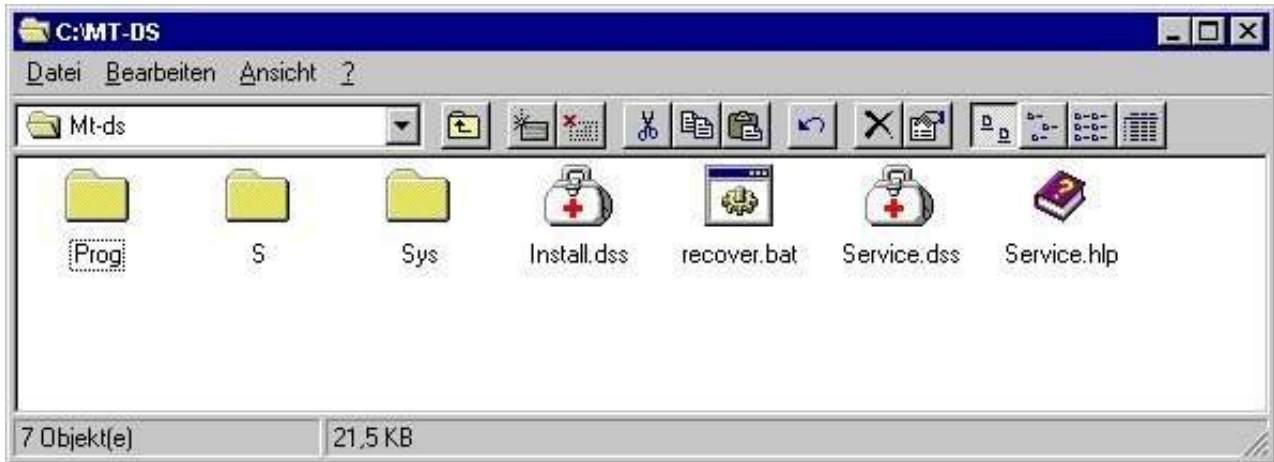 C:\MT-DS
Datei Bearbeiten Ansicht ?
Mt-ds
Prog S Sys Install.dss recover.bat Service.dss Service.hlp
7 Objekt(e) 21,5 KB